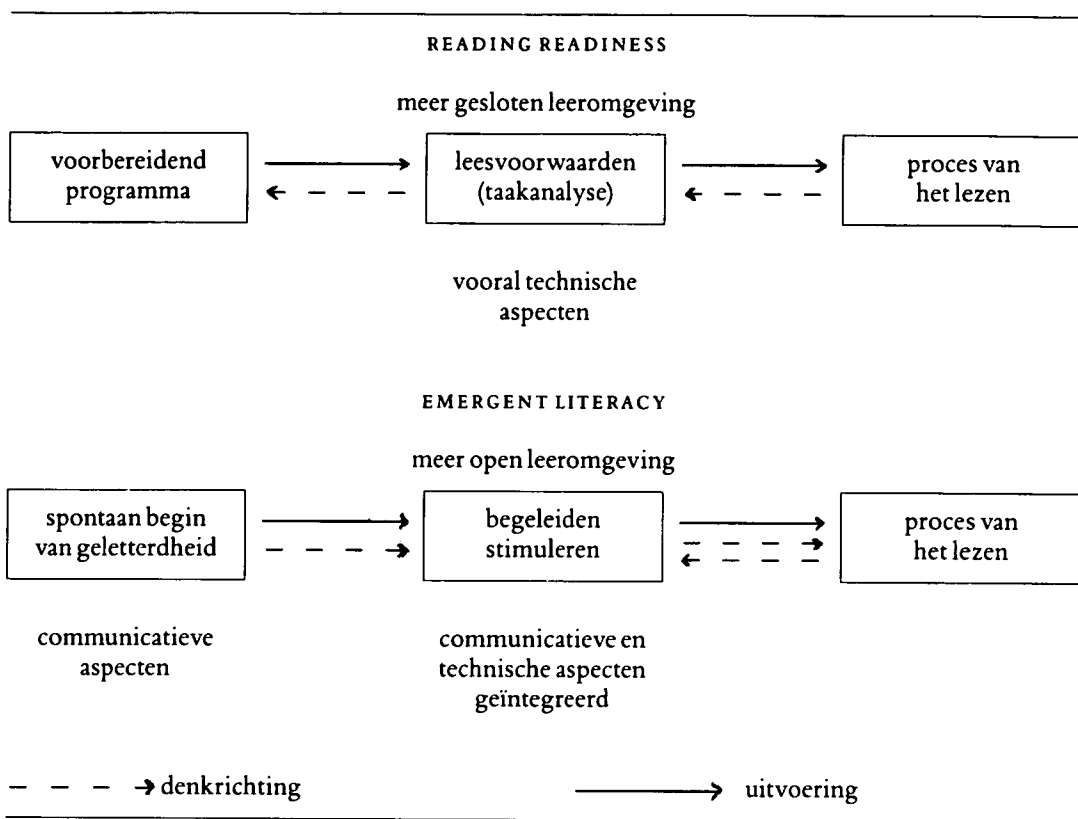 READING READINESS
meer gesloten leeromgeving
voorbereidend
programma
leesvoorwaarden
(taakanalyse)
proces van
het lezen
vooral technische
aspecten
EMERGENT LITERACY
meer open leeromgeving
spontaan begin
van geletterdheid
begeleiden
stimuleren
proces van
het lezen
communicatieve
aspecten
communicatieve en
technische aspecten
geïntegreerd
denkrichting
uitvoering